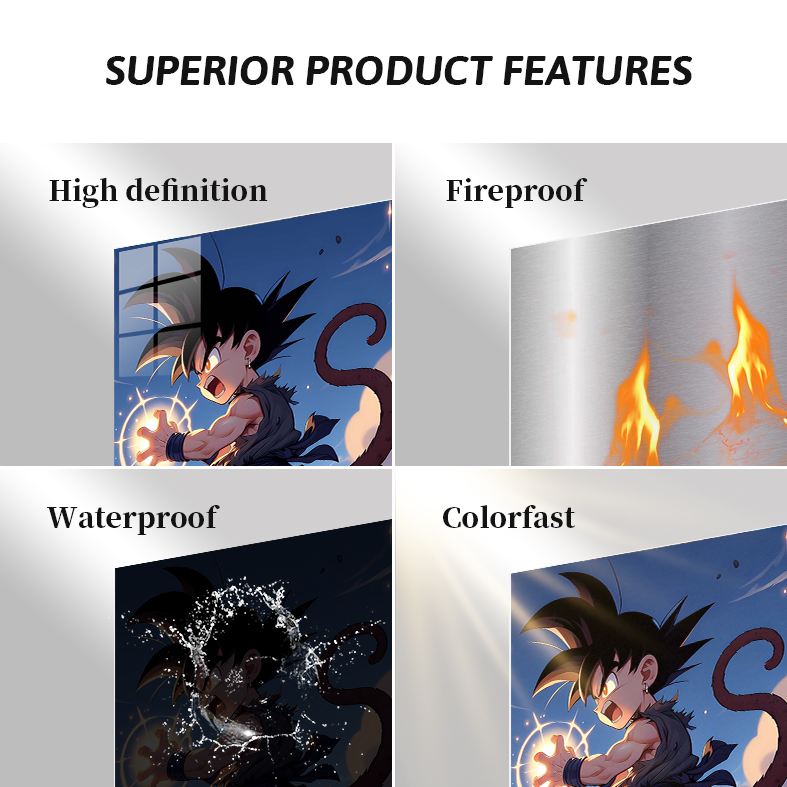 SUPERIOR PRODUCT FEATURES
High definition
Fireproof
Waterproof
Colorfast